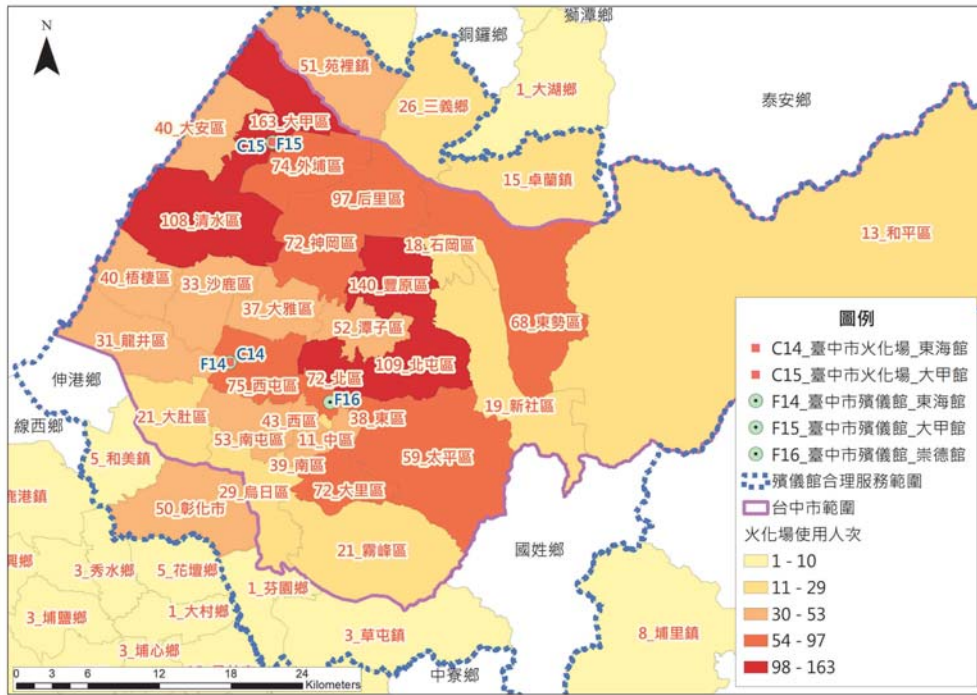 N
獅潭鄉
銅鑼鄉
51_苑裡鎮
26_三義鄉
1_大湖鄉
泰安鄉
163_大甲區
40_大安區
C15
F15
74_外埔區
15_卓蘭鎮
97_后里區
108_清水區
13_和平區
72_神岡區
18_石岡區
40_梧棲區
33_沙鹿區
140_豐原區
37_大雅區
52_潭子區
68_東勢區
31_龍井區
C14
F14
109_北屯區
72_北區
伸港鄉
75_西屯區
F16
19_新社區
21_大肚區
43_西區
38_東區
線西鄉
53_南屯區
11_中區
5_和美鎮
39_南區
59_太平區
29_烏日區
72_大里區
50_彰化市
21_霧峰區
國姓鄉
3_秀水鄉
5_花壇鄉
1_芬園鄉
3_埔鹽鄉
1_大村鄉
3_草屯鎮
8_埔里鎮
3_埔心鄉
中寮鄉
0 3 6 12 18 24
Kilometers
圖例
C14_臺中市火化場_東海館
C15_臺中市火化場_大甲館
F14_臺中市殯儀館_東海館
F15_臺中市殯儀館_大甲館
F16_臺中市殯儀館_崇德館
殯儀館合理服務範圍
台中市範圍
火化場使用人次
1 - 10
11 - 29
30 - 53
54 - 97
98 - 163